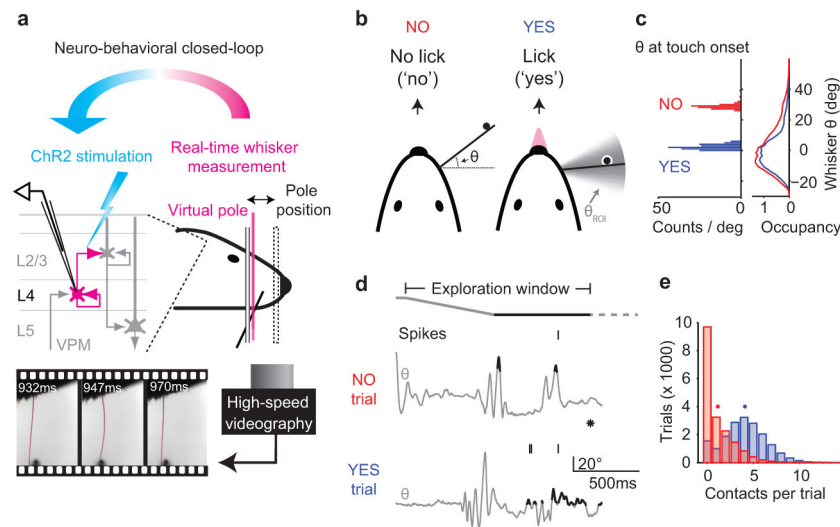 a
Neuro-behavioral closed-loop
ChR2 stimulation
Real-time whisker
measurement
Virtual pole
Pole
position
L2/3
L4
L5
VPM
932ms
947ms
970ms
High-speed
videography
b
NO
YES
No lick
(‘no’)
Lick
(‘yes’)
θ
θROI
c
θ at touch onset
NO
YES
40
20
0
−20
Whisker θ (deg)
50
0
1
0
Counts / deg
Occupancy
d
Exploration window
Spikes
NO
trial
θ
*
YES
trial
θ
20°
500ms
e
Trials (x 1000)
10
8
6
4
2
0
0
5
10
Contacts per trial